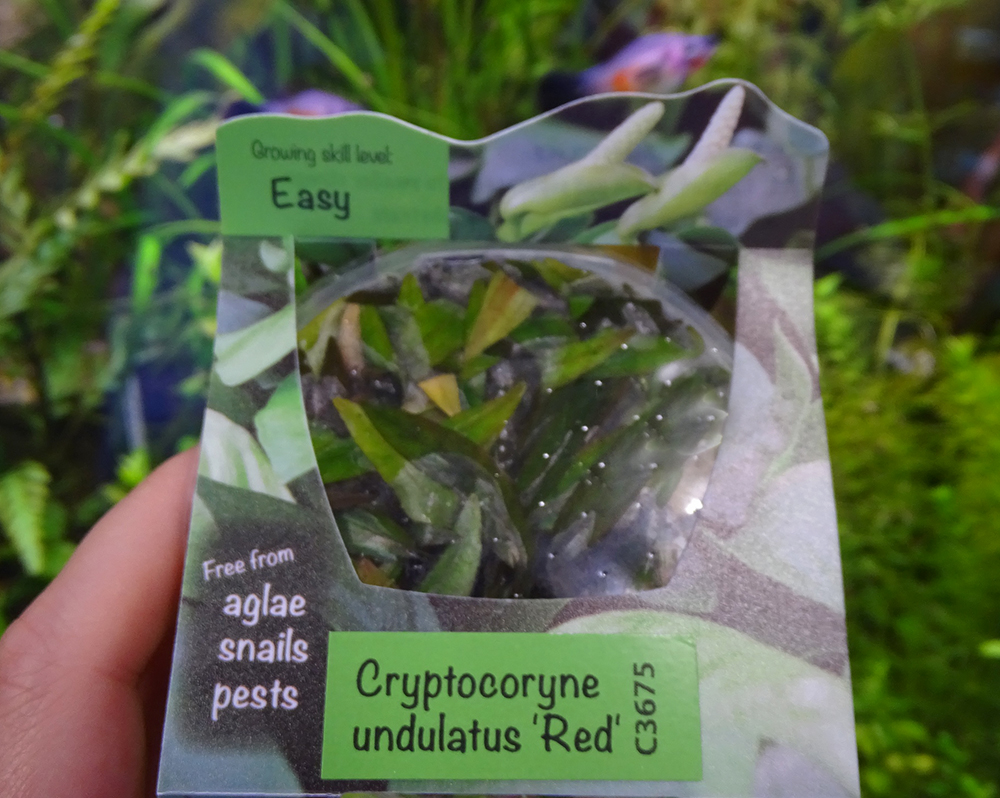 Growing skill level:
Easy
Free from
aglae
snails
pests
Cryptocoryne
undulatus 'Red'
C3675